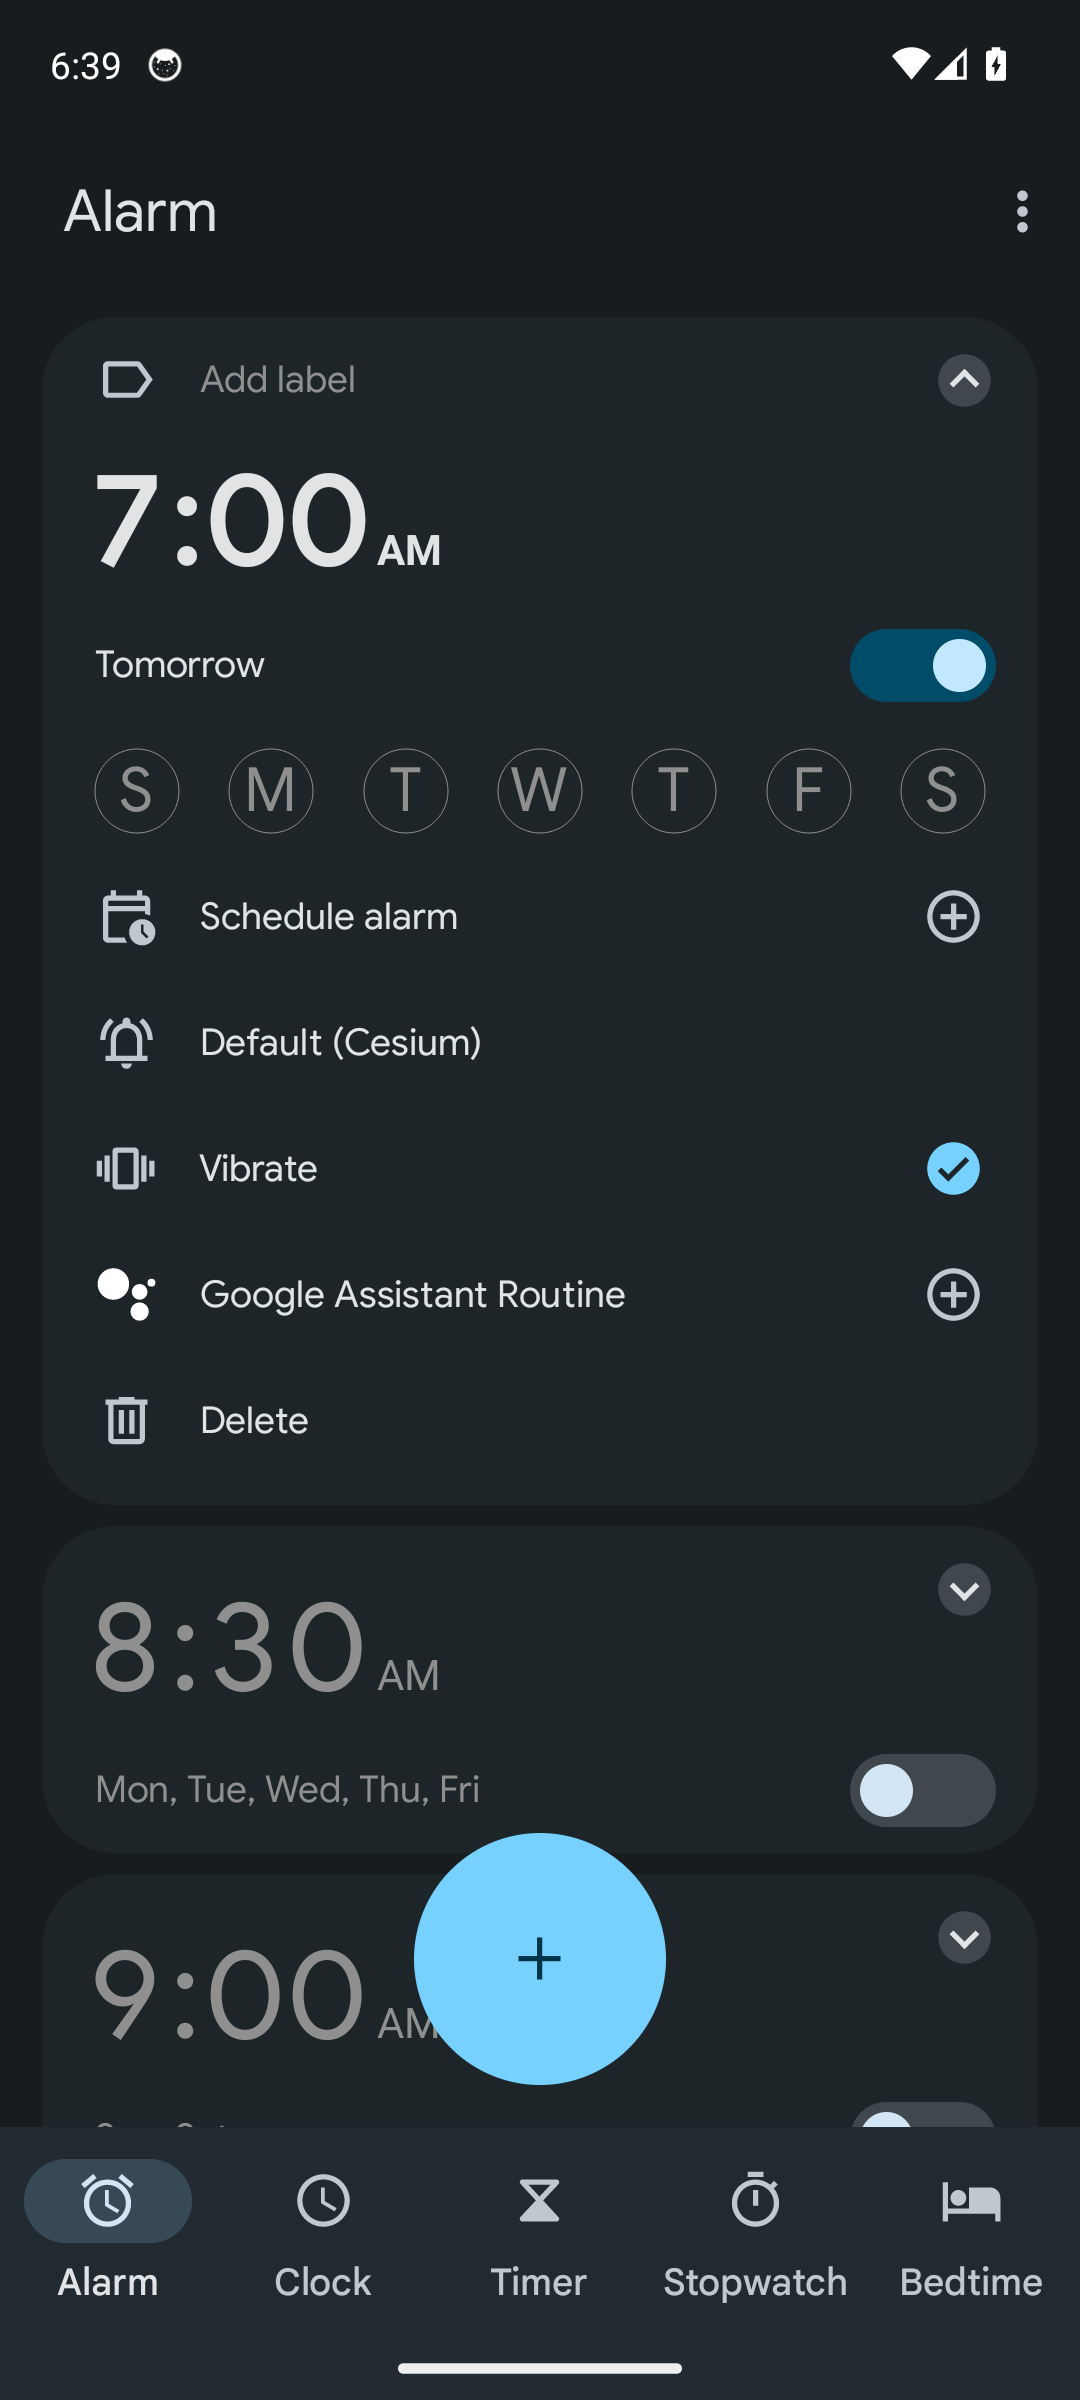 6:39
Alarm
Add label
7:00 AM
Tomorrow
S M T W T F S
Schedule alarm
Default (Cesium)
Vibrate
Google Assistant Routine
Delete
8:30 AM
Mon, Tue, Wed, Thu, Fri
9:00 AM
Alarm Clock Timer Stopwatch Bedtime